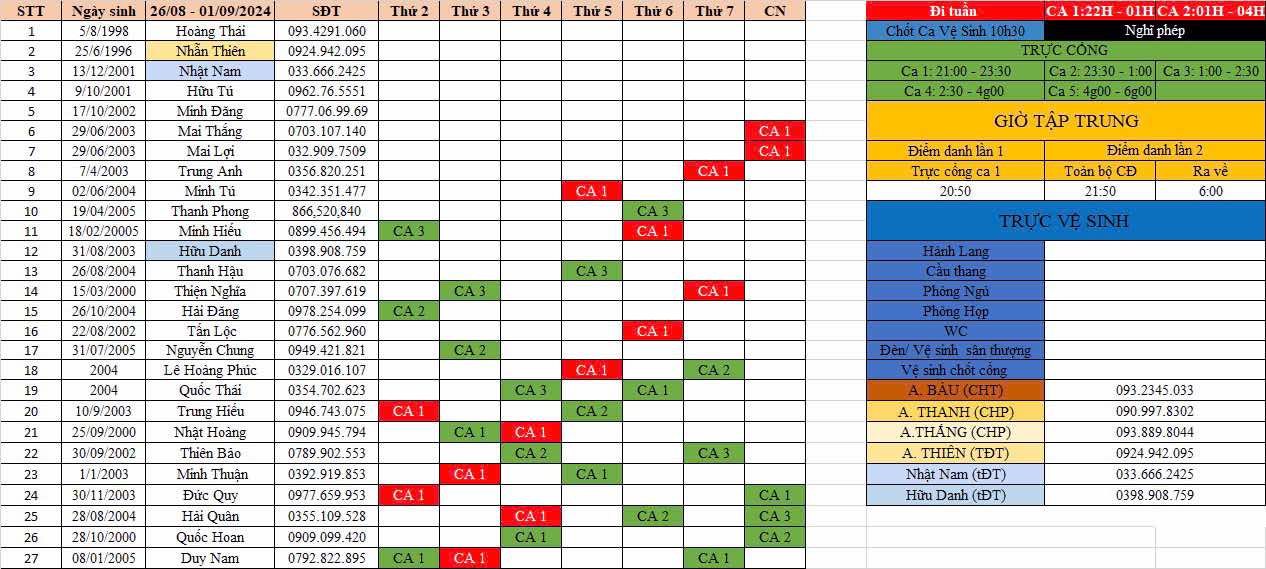 STT Ngày sinh 26/08 - 01/09/2024 SĐT Thứ 2 Thứ 3 Thứ 4 Thứ 5 Thứ 6 Thứ 7 CN Đi tuần CA 1:22H - 01H CA 2:01H - 04H
1 5/8/1998 Hoàng Thái 093.4291.060 Chốt Ca Vệ Sinh 10h30 Nghĩ phép
2 25/6/1996 Nhẫn Thiên 0924.942.095 TRỰC CỔNG
3 13/12/2001 Nhật Nam 033.666.2425 Ca 1: 21:00 - 23:30 Ca 2: 23:30 - 1:00 Ca 3: 1:00 - 2:30
4 9/10/2001 Hữu Tú 0962.76.5551 Ca 4: 2:30 - 4g00 Ca 5: 4g00 - 6g00
5 17/10/2002 Minh Đăng 0777.06.99.69
GIỜ TẬP TRUNG
6 29/06/2003 Mai Thắng 0703.107.140 CA 1
7 29/06/2003 Mai Lợi 032.909.7509 CA 1 Điểm danh lần 1 Điểm danh lần 2
8 7/4/2003 Trung Anh 0356.820.251 CA 1 Trực cổng ca 1 Toàn bộ CĐ Ra về
9 02/06/2004 Minh Tú 0342.351.477 CA 1 20:50 21:50 6:00
10 19/04/2005 Thanh Phong 866,520,840 CA 3
TRỰC VỆ SINH
11 18/02/20005 Minh Hiếu 0899.456.494 CA 3 CA 1
12 31/08/2003 Hữu Danh 0398.908.759 Hành Lang
13 26/08/2004 Thanh Hậu 0703.076.682 CA 3 Cầu thang
14 15/03/2000 Thiện Nghĩa 0707.397.619 CA 3 CA 1 Phòng Ngủ
15 26/10/2004 Hải Đăng 0978.254.099 CA 2 Phòng Họp
16 22/08/2002 Tấn Lộc 0776.562.960 CA 1 WC
17 31/07/2005 Nguyễn Chung 0949.421.821 CA 2 Đèn/ Vệ sinh sân thượng
18 2004 Lê Hoàng Phúc 0329.016.107 CA 1 CA 2 Vệ sinh chốt cổng
19 2004 Quốc Thái 0354.702.623 CA 3 CA 1 A. BÀU (CHT) 093.2345.033
20 10/9/2003 Trung Hiếu 0946.743.075 CA 1 CA 2 A. THANH (CHP) 090.997.8302
21 25/09/2000 Nhật Hoàng 0909.945.794 CA 1 CA 1 A.THẮNG (CHP) 093.889.8044
22 30/09/2002 Thiên Bảo 0789.902.553 CA 2 CA 3 A. THIÊN (TĐT) 0924.942.095
23 1/1/2003 Minh Thuận 0392.919.853 CA 1 CA 1 Nhật Nam (tĐT) 033.666.2425
24 30/11/2003 Đức Quy 0977.659.953 CA 1 CA 1 Hữu Danh (tĐT) 0398.908.759
25 28/08/2004 Hải Quân 0355.109.528 CA 1 CA 2 CA 3
26 28/10/2000 Quốc Hoan 0909.099.420 CA 1 CA 2
27 08/01/2005 Duy Nam 0792.822.895 CA 1 CA 1 CA 1